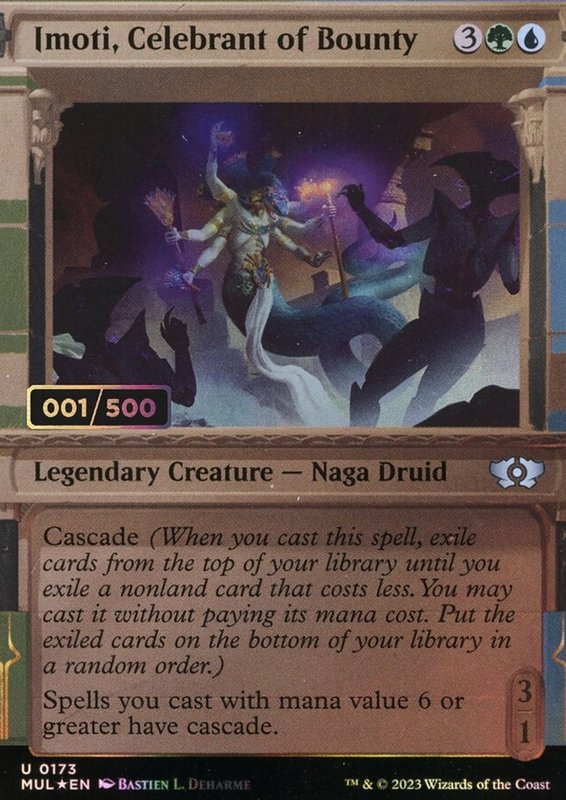 Imoti, Celebrant of Bounty 3
001/500
Legendary Creature — Naga Druid
Cascade (When you cast this spell, exile
cards from the top of your library until you
exile a nonland card that costs less. You may
cast it without paying its mana cost. Put the
exiled cards on the bottom of your library in
a random order.)
Spells you cast with mana value 6 or
greater have cascade.
3
1
U 0173
MUL★EN Bastien L. Deharme
™ & © 2023 Wizards of the Coast